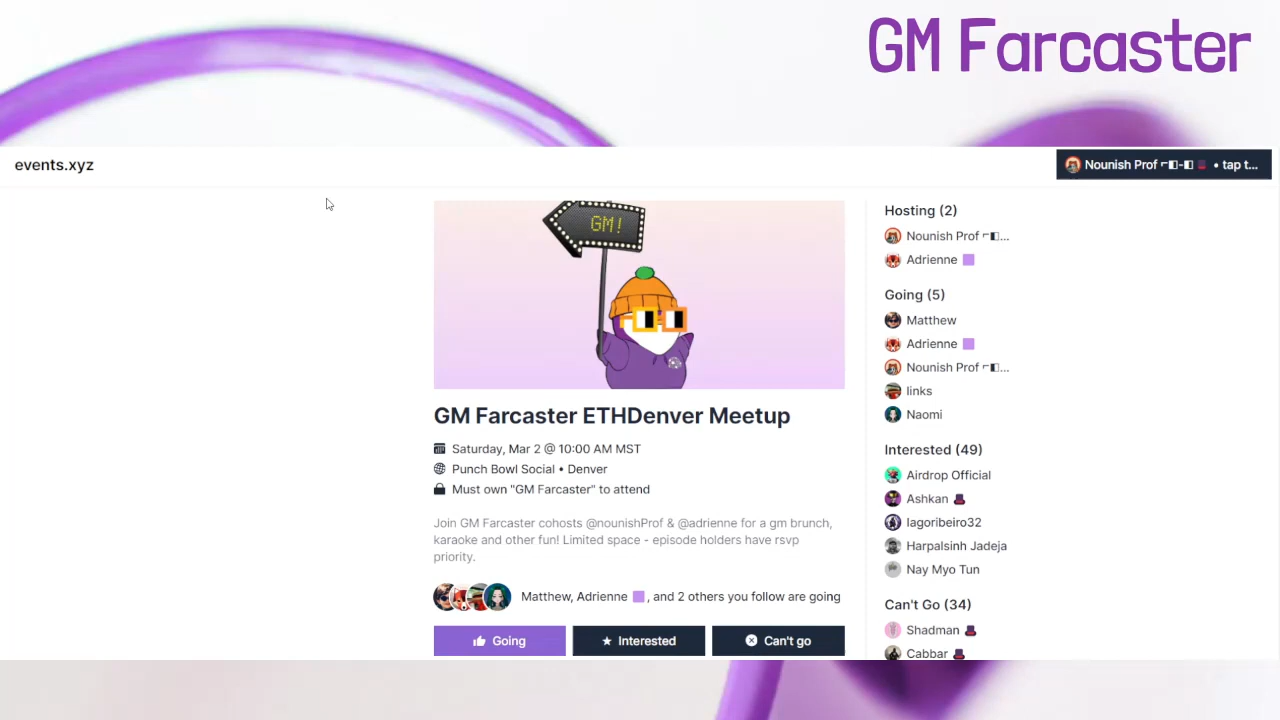 GM Farcaster
events.xyz
Nounish Prof ⌐◧-◧ 🎩 • tap t...
GM!
GM Farcaster ETHDenver Meetup
Saturday, Mar 2 @ 10:00 AM MST
Punch Bowl Social • Denver
Must own "GM Farcaster" to attend
Join GM Farcaster cohosts @nounishProf & @adrienne for a gm brunch,
karaoke and other fun! Limited space - episode holders have rsvp
priority.
Matthew, Adrienne 🟪, and 2 others you follow are going
Going
Interested
Can't go
Hosting (2)
Nounish Prof ⌐◧...
Adrienne 🟪
Going (5)
Matthew
Adrienne 🟪
Nounish Prof ⌐◧...
links
Naomi
Interested (49)
Airdrop Official
Ashkan 🎩
Iagoribeiro32
Harpalsinh Jadeja
Nay Myo Tun
Can't Go (34)
Shadman 🎩
Cabbar 🎩